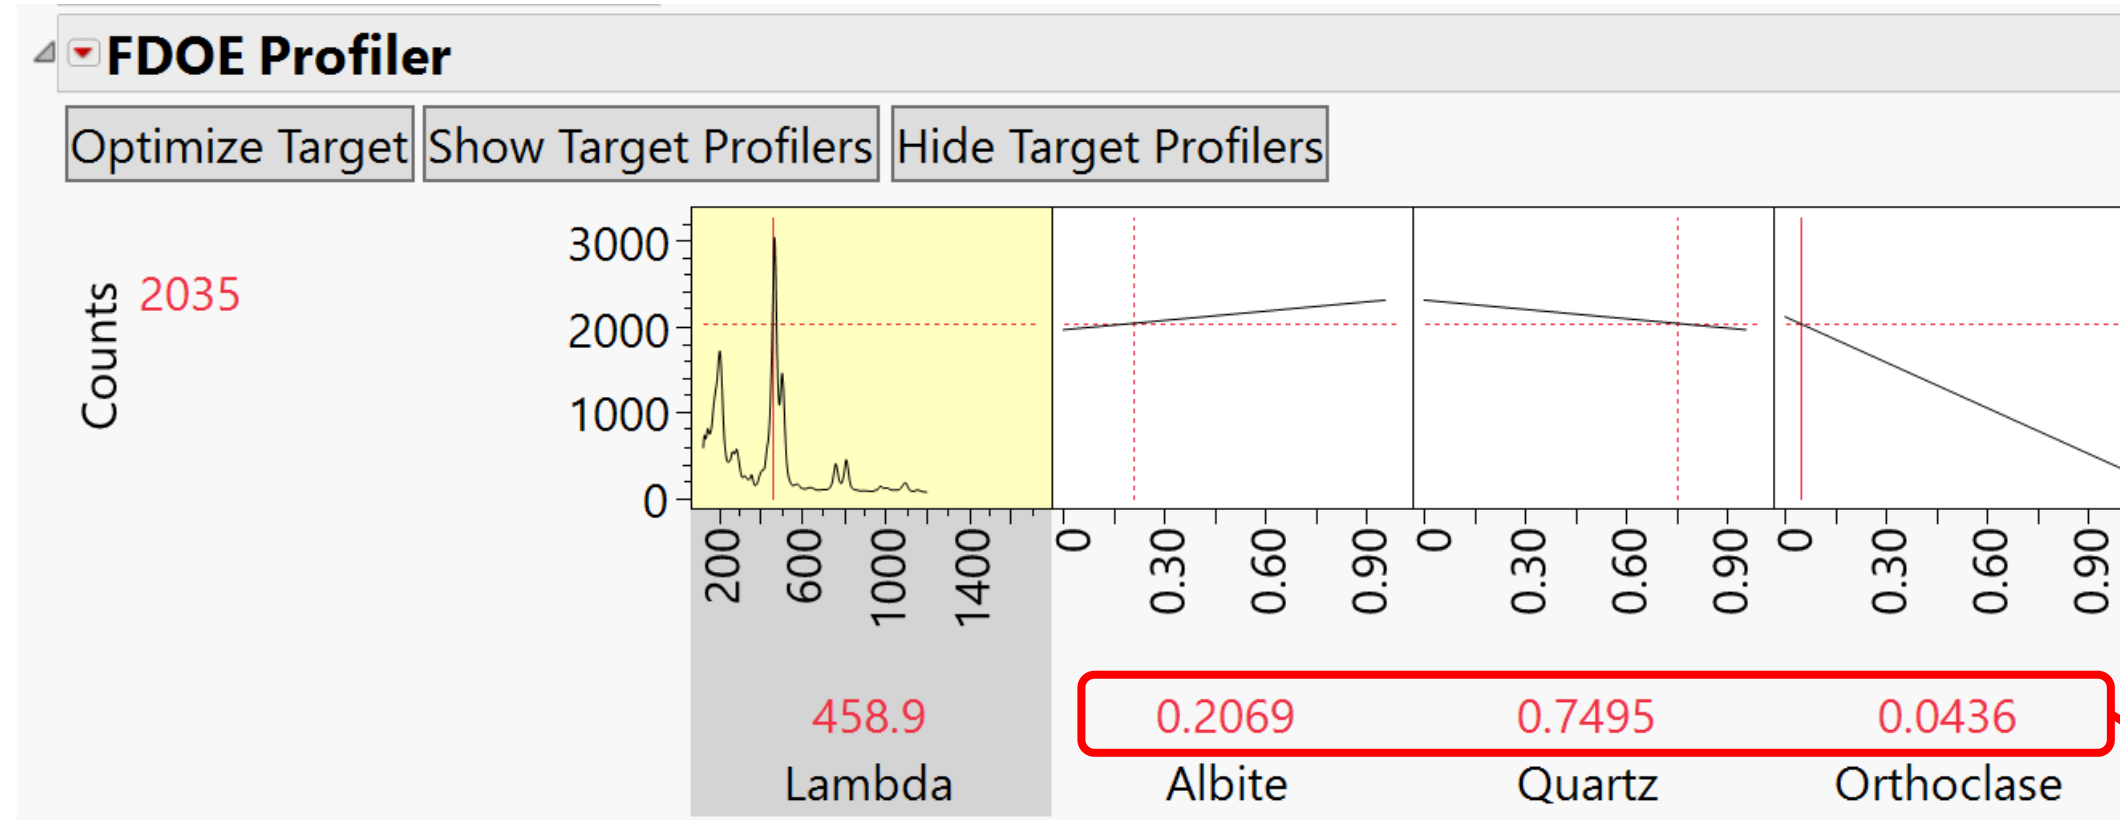 FDOE Profiler
Optimize Target Show Target Profilers Hide Target Profilers
Counts
2035
3000
2000
1000
0
200 600 1000 1400 0 0.30 0.60 0.90 0 0.30 0.60 0.90 0 0.30 0.60 0.90
458.9 0.2069 0.7495 0.0436
Lambda Albite Quartz Orthoclase